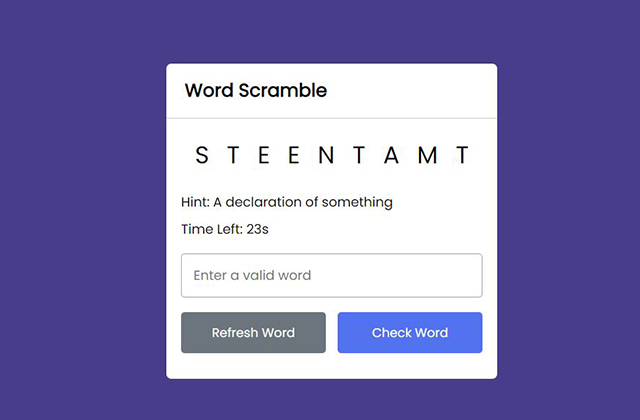 Word Scramble
S T E E N T A M T
Hint: A declaration of something
Time Left: 23s
Enter a valid word
Refresh Word Check Word